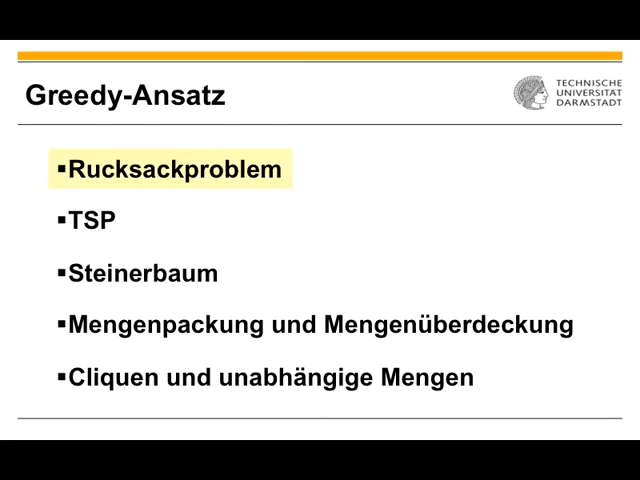 Greedy-Ansatz
TECHNISCHE
UNIVERSITÄT
DARMSTADT
▪Rucksackproblem
▪TSP
▪Steinerbaum
▪Mengenpackung und Mengenüberdeckung
▪Cliquen und unabhängige Mengen